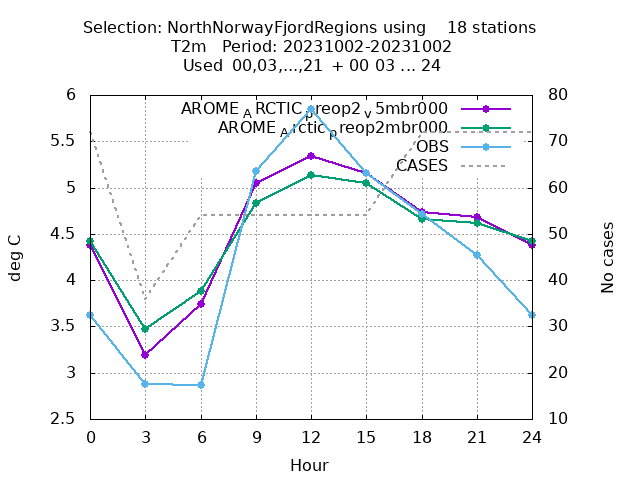 Selection: NorthNorwayFjordRegions using 18 stations
T2m Period: 20231002-20231002
Used 00,03,...,21 + 00 03 ... 24
AROME_ARCTIC_preop2_v5mbr000
AROME_Arctic_preop2mbr000
OBS
CASES
6
5.5
5
4.5
4
3.5
3
2.5
deg C
80
70
60
50
40
30
20
10
No cases
0 3 6 9 12 15 18 21 24
Hour